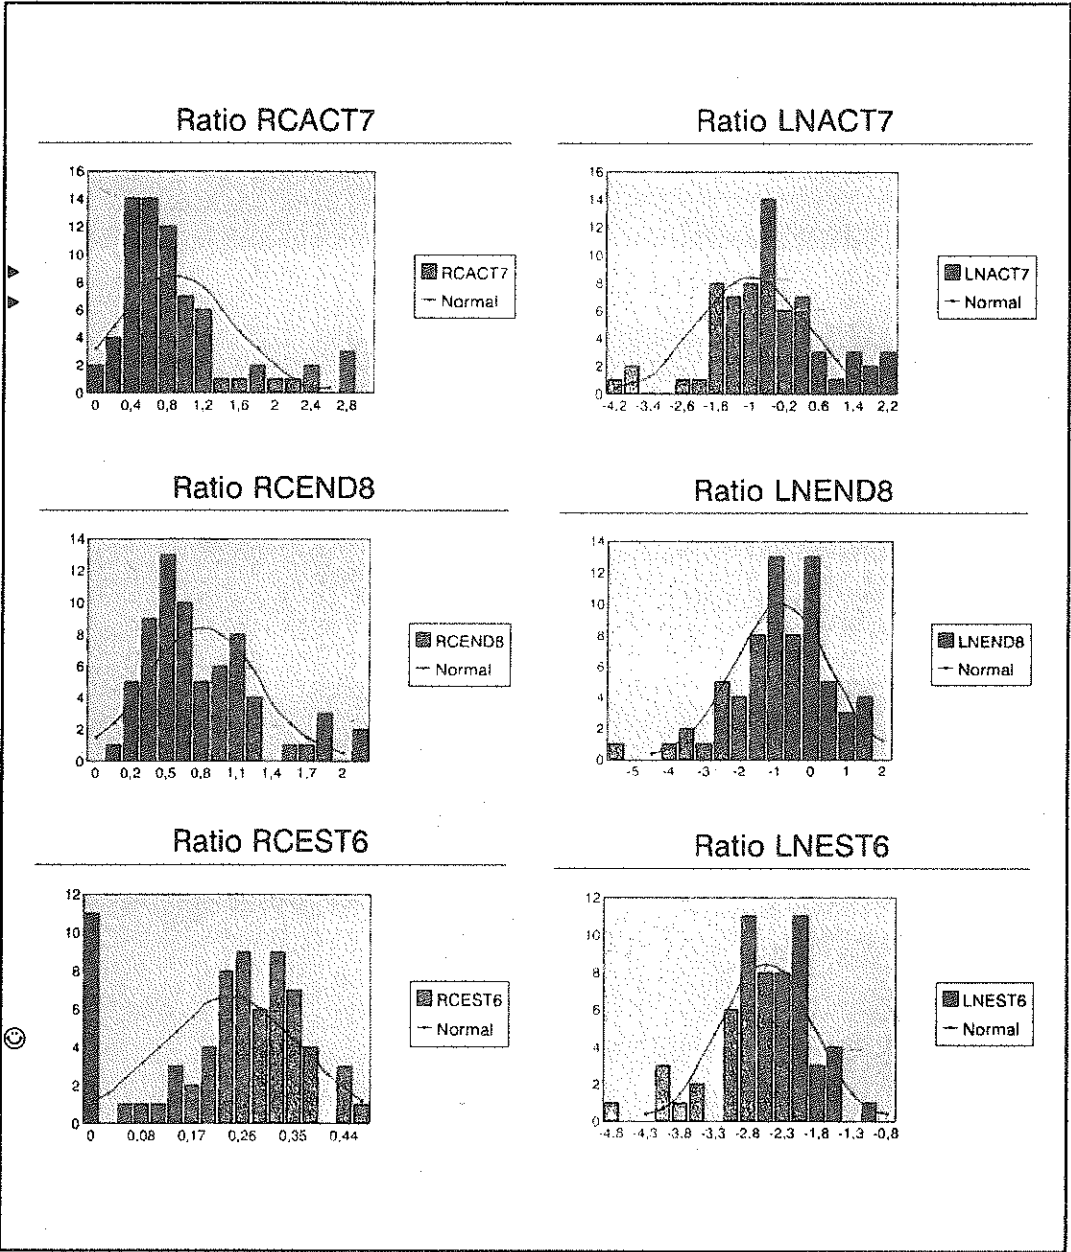 Ratio RCACT7
16
14
12
10
8
6
4
2
0
0 0,4 0,8 1,2 1,6 2 2,4 2,8
RCACT7
Normal
Ratio LNACT7
16
14
12
10
8
6
4
2
0
-4,2 -3,4 -2,6 -1,8 -1 -0,2 0,6 1,4 2,2
LNACT7
Normal
Ratio RCEND8
14
12
10
8
6
4
2
0
0 0,2 0,5 0,8 1,1 1,4 1,7 2
RCEND8
Normal
Ratio LNEND8
14
12
10
8
6
4
2
0
-5 -4 -3 -2 -1 0 1 2
LNEND8
Normal
Ratio RCEST6
12
10
8
6
4
2
0
0 0,08 0,17 0,26 0,35 0,44
RCEST6
Normal
Ratio LNEST6
12
10
8
6
4
2
0
-4,8 -4,3 -3,8 -3,3 -2,8 -2,3 -1,8 -1,3 -0,8
LNEST6
Normal